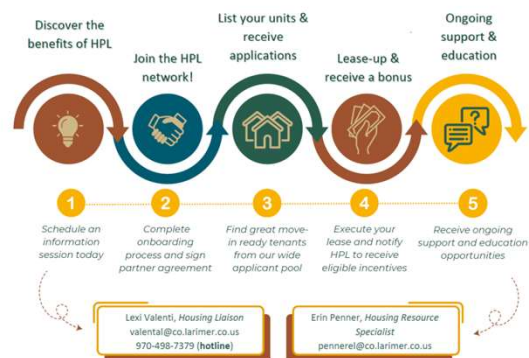 Discover the
benefits of HPL
Join the HPL
network!
List your units &
receive
applications
Lease-up &
receive a bonus
Ongoing
support &
education
?
1
Schedule an
information
session today
2
Complete
onboarding
process and sign
partner agreement
3
Find great move-
in ready tenants
from our wide
applicant pool
4
Execute your
lease and notify
HPL to receive
eligible incentives
5
Receive ongoing
support and education
opportunities
Lexi Valenti, Housing Liaison
valental@co.larimer.co.us
970-498-7379 (hotline)
Erin Penner, Housing Resource
Specialist
pennerel@co.larimer.co.us